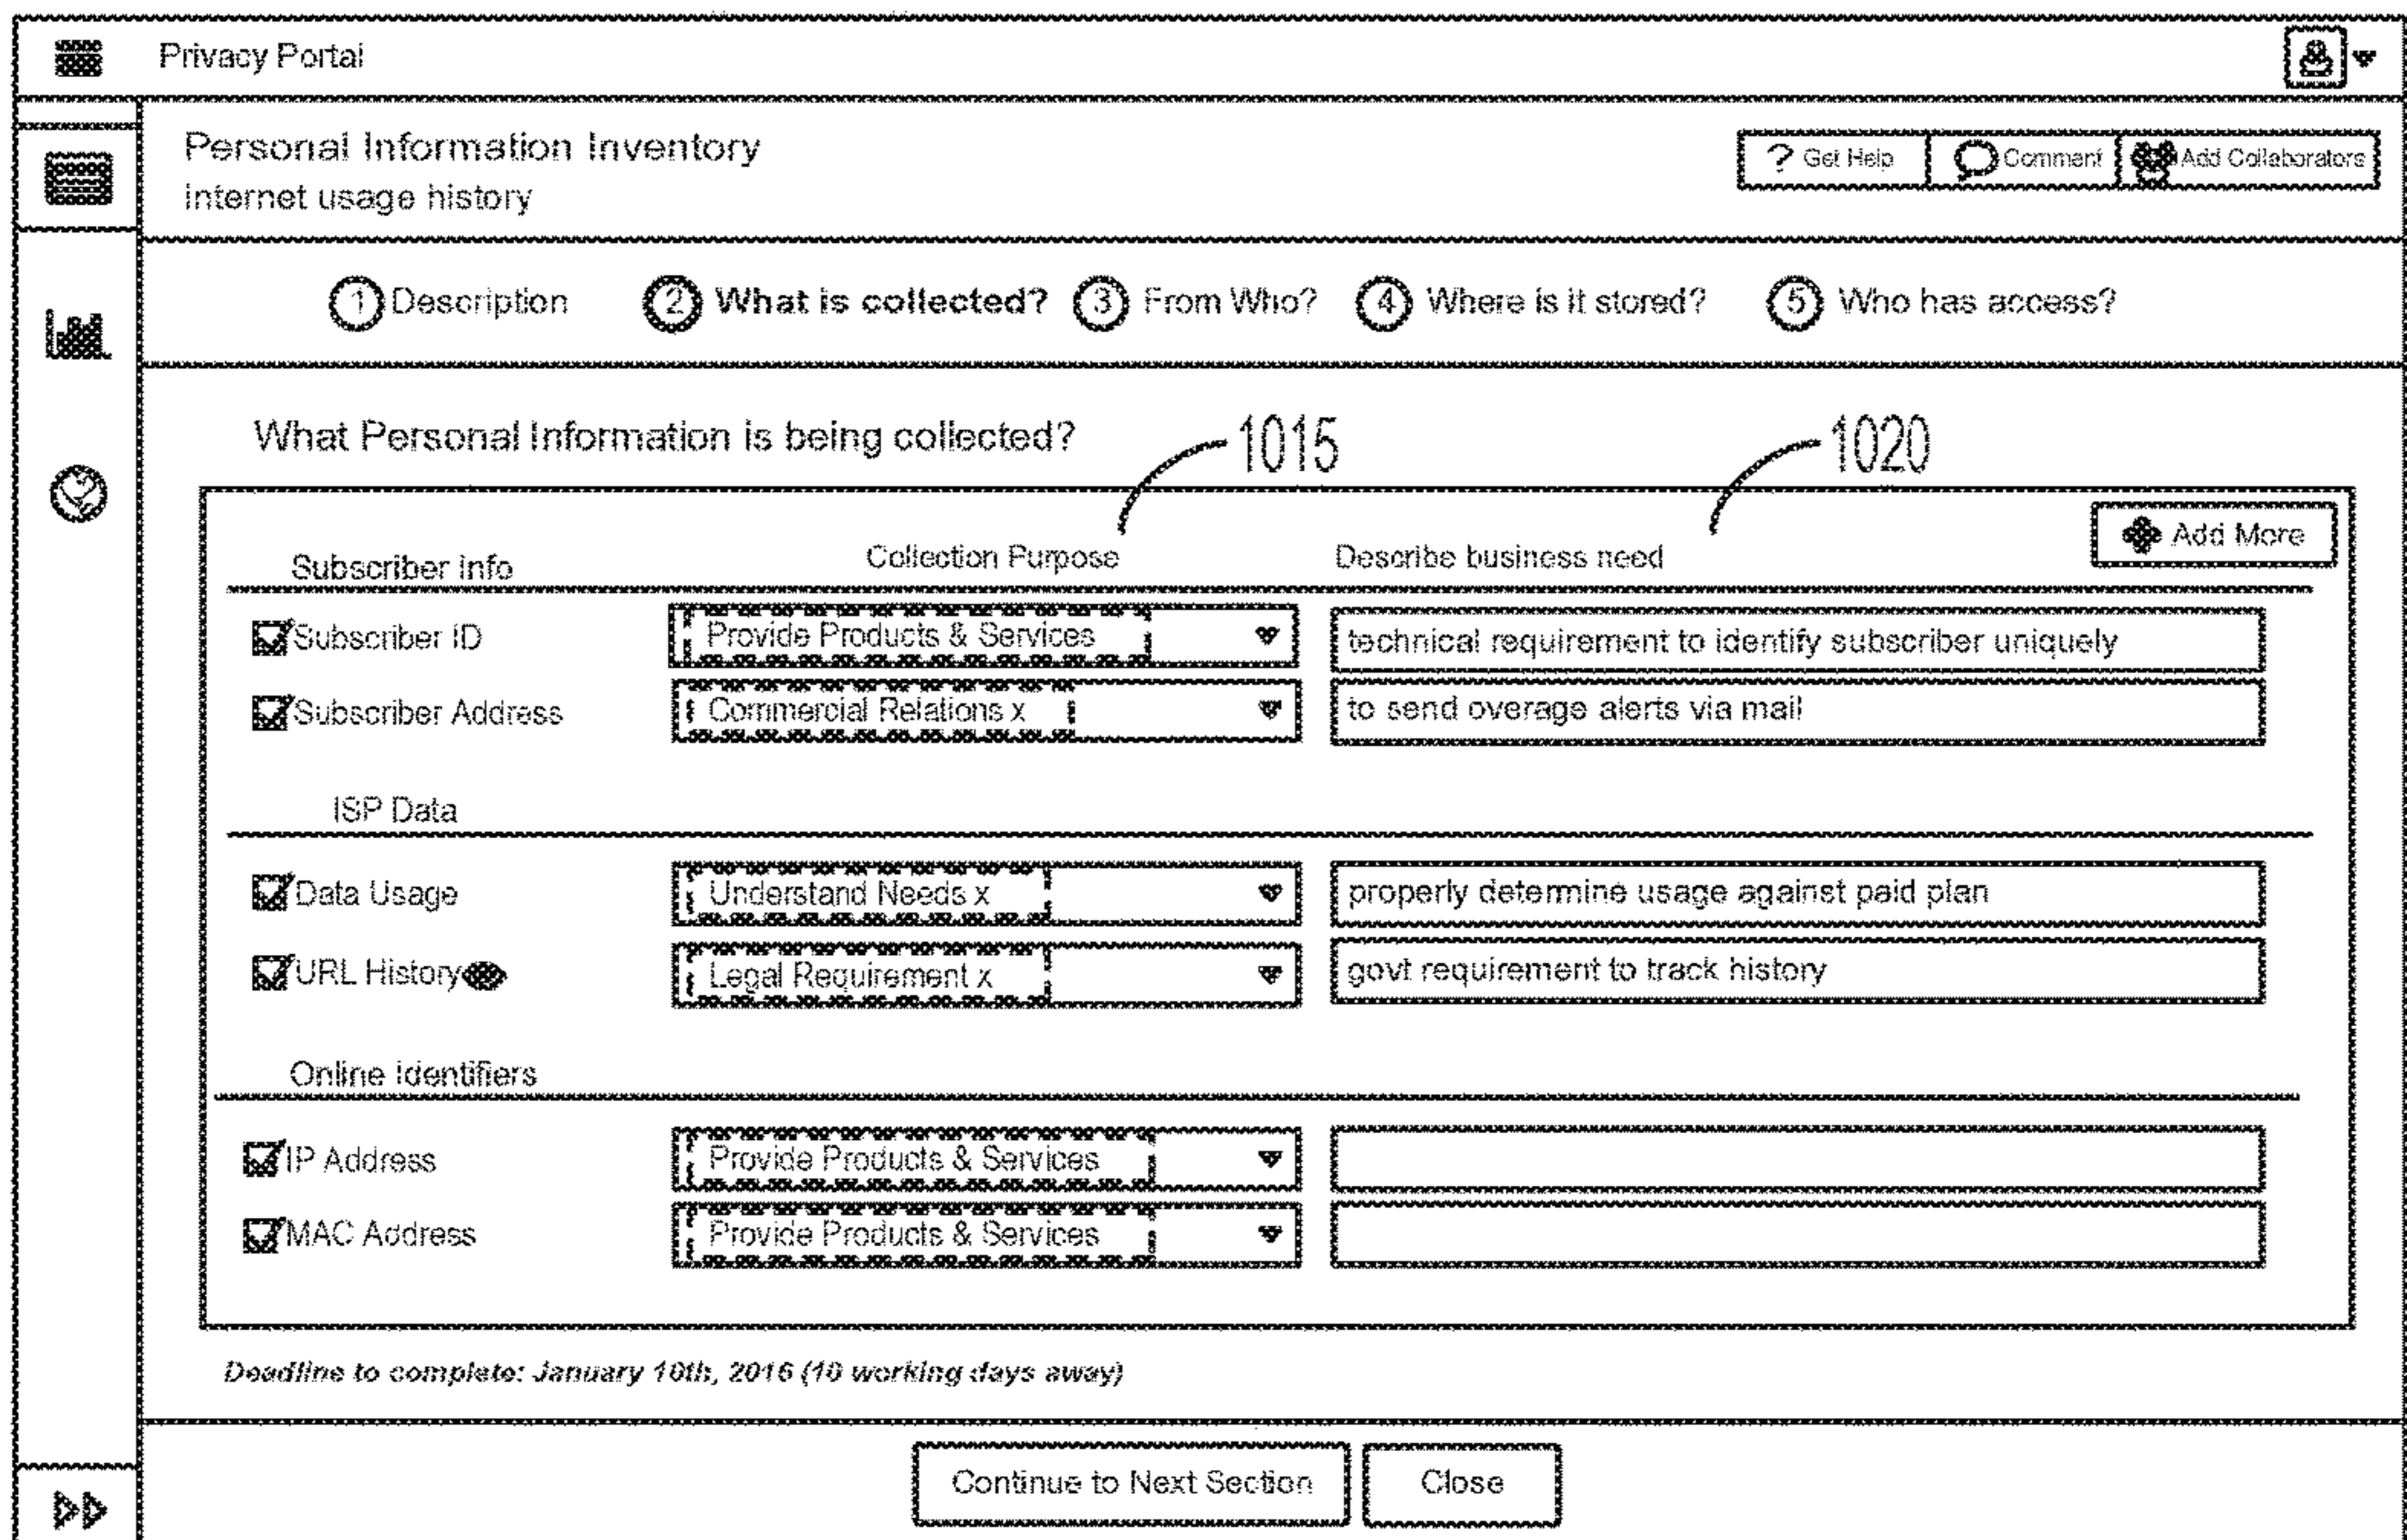 Privacy Portal
Personal Information Inventory
internet usage history
? Get Help Comment Add Collaborators
1 Description 2 What is collected? 3 From Who? 4 Where is it stored? 5 Who has access?
What Personal Information is being collected? 1015 1020
Add More
Subscriber info Collection Purpose Describe business need
Subscriber ID Provide Products & Services technical requirement to identify subscriber uniquely
Subscriber Address Commercial Relations x to send overage alerts via mail
ISP Data
Data Usage Understand Needs x properly determine usage against paid plan
URL History Legal Requirement x govt requirement to track history
Online identifiers
IP Address Provide Products & Services
MAC Address Provide Products & Services
Deadline to complete: January 10th, 2016 (10 working days away)
Continue to Next Section Close